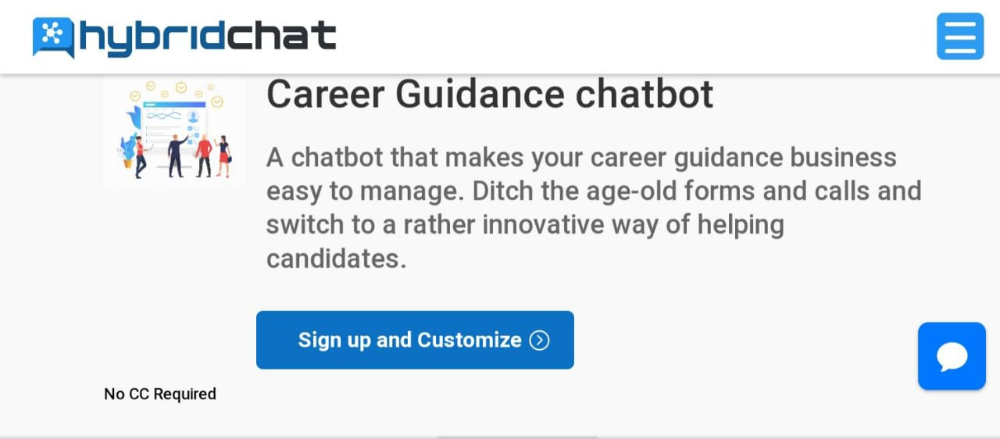 hybridchat
Career Guidance chatbot
A chatbot that makes your career guidance business
easy to manage. Ditch the age-old forms and calls and
switch to a rather innovative way of helping
candidates.
Sign up and Customize
No CC Required